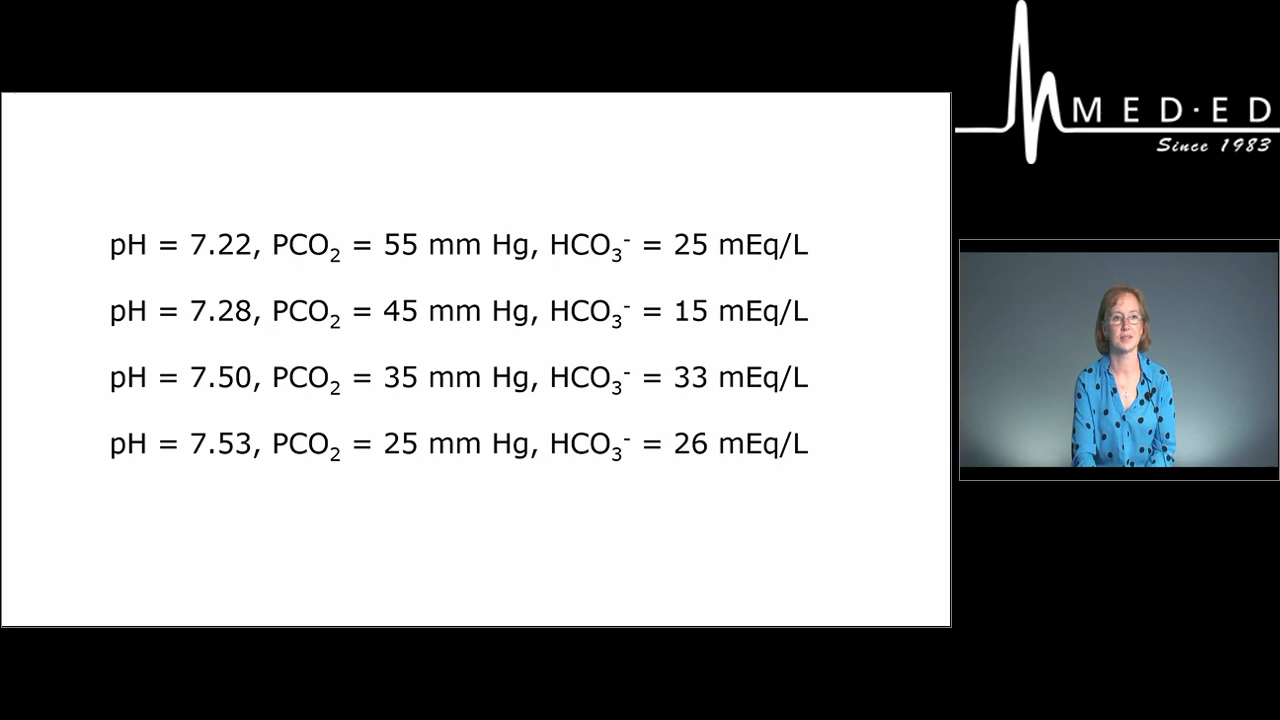 pH = 7.22, PCO₂ = 55 mm Hg, HCO₃⁻ = 25 mEq/L
pH = 7.28, PCO₂ = 45 mm Hg, HCO₃⁻ = 15 mEq/L
pH = 7.50, PCO₂ = 35 mm Hg, HCO₃⁻ = 33 mEq/L
pH = 7.53, PCO₂ = 25 mm Hg, HCO₃⁻ = 26 mEq/L
MED·ED
Since 1983